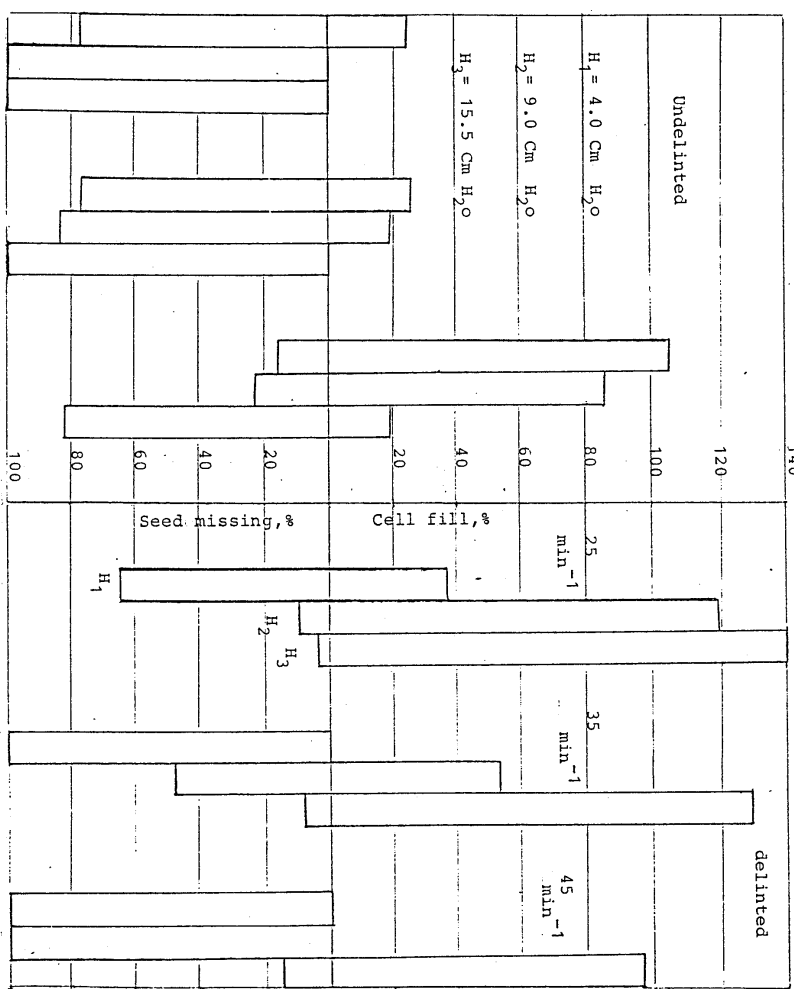 Undelinted
H₁= 4.0 Cm H₂O
H₂= 9.0 Cm H₂O
H₃= 15.5 Cm H₂O
140
120
100
80
60
40
20
20
40
60
80
100
Cell fill,%
Seed missing,%
25
min⁻¹
H₁
H₂
H₃
35
min⁻¹
45
min⁻¹
delinted